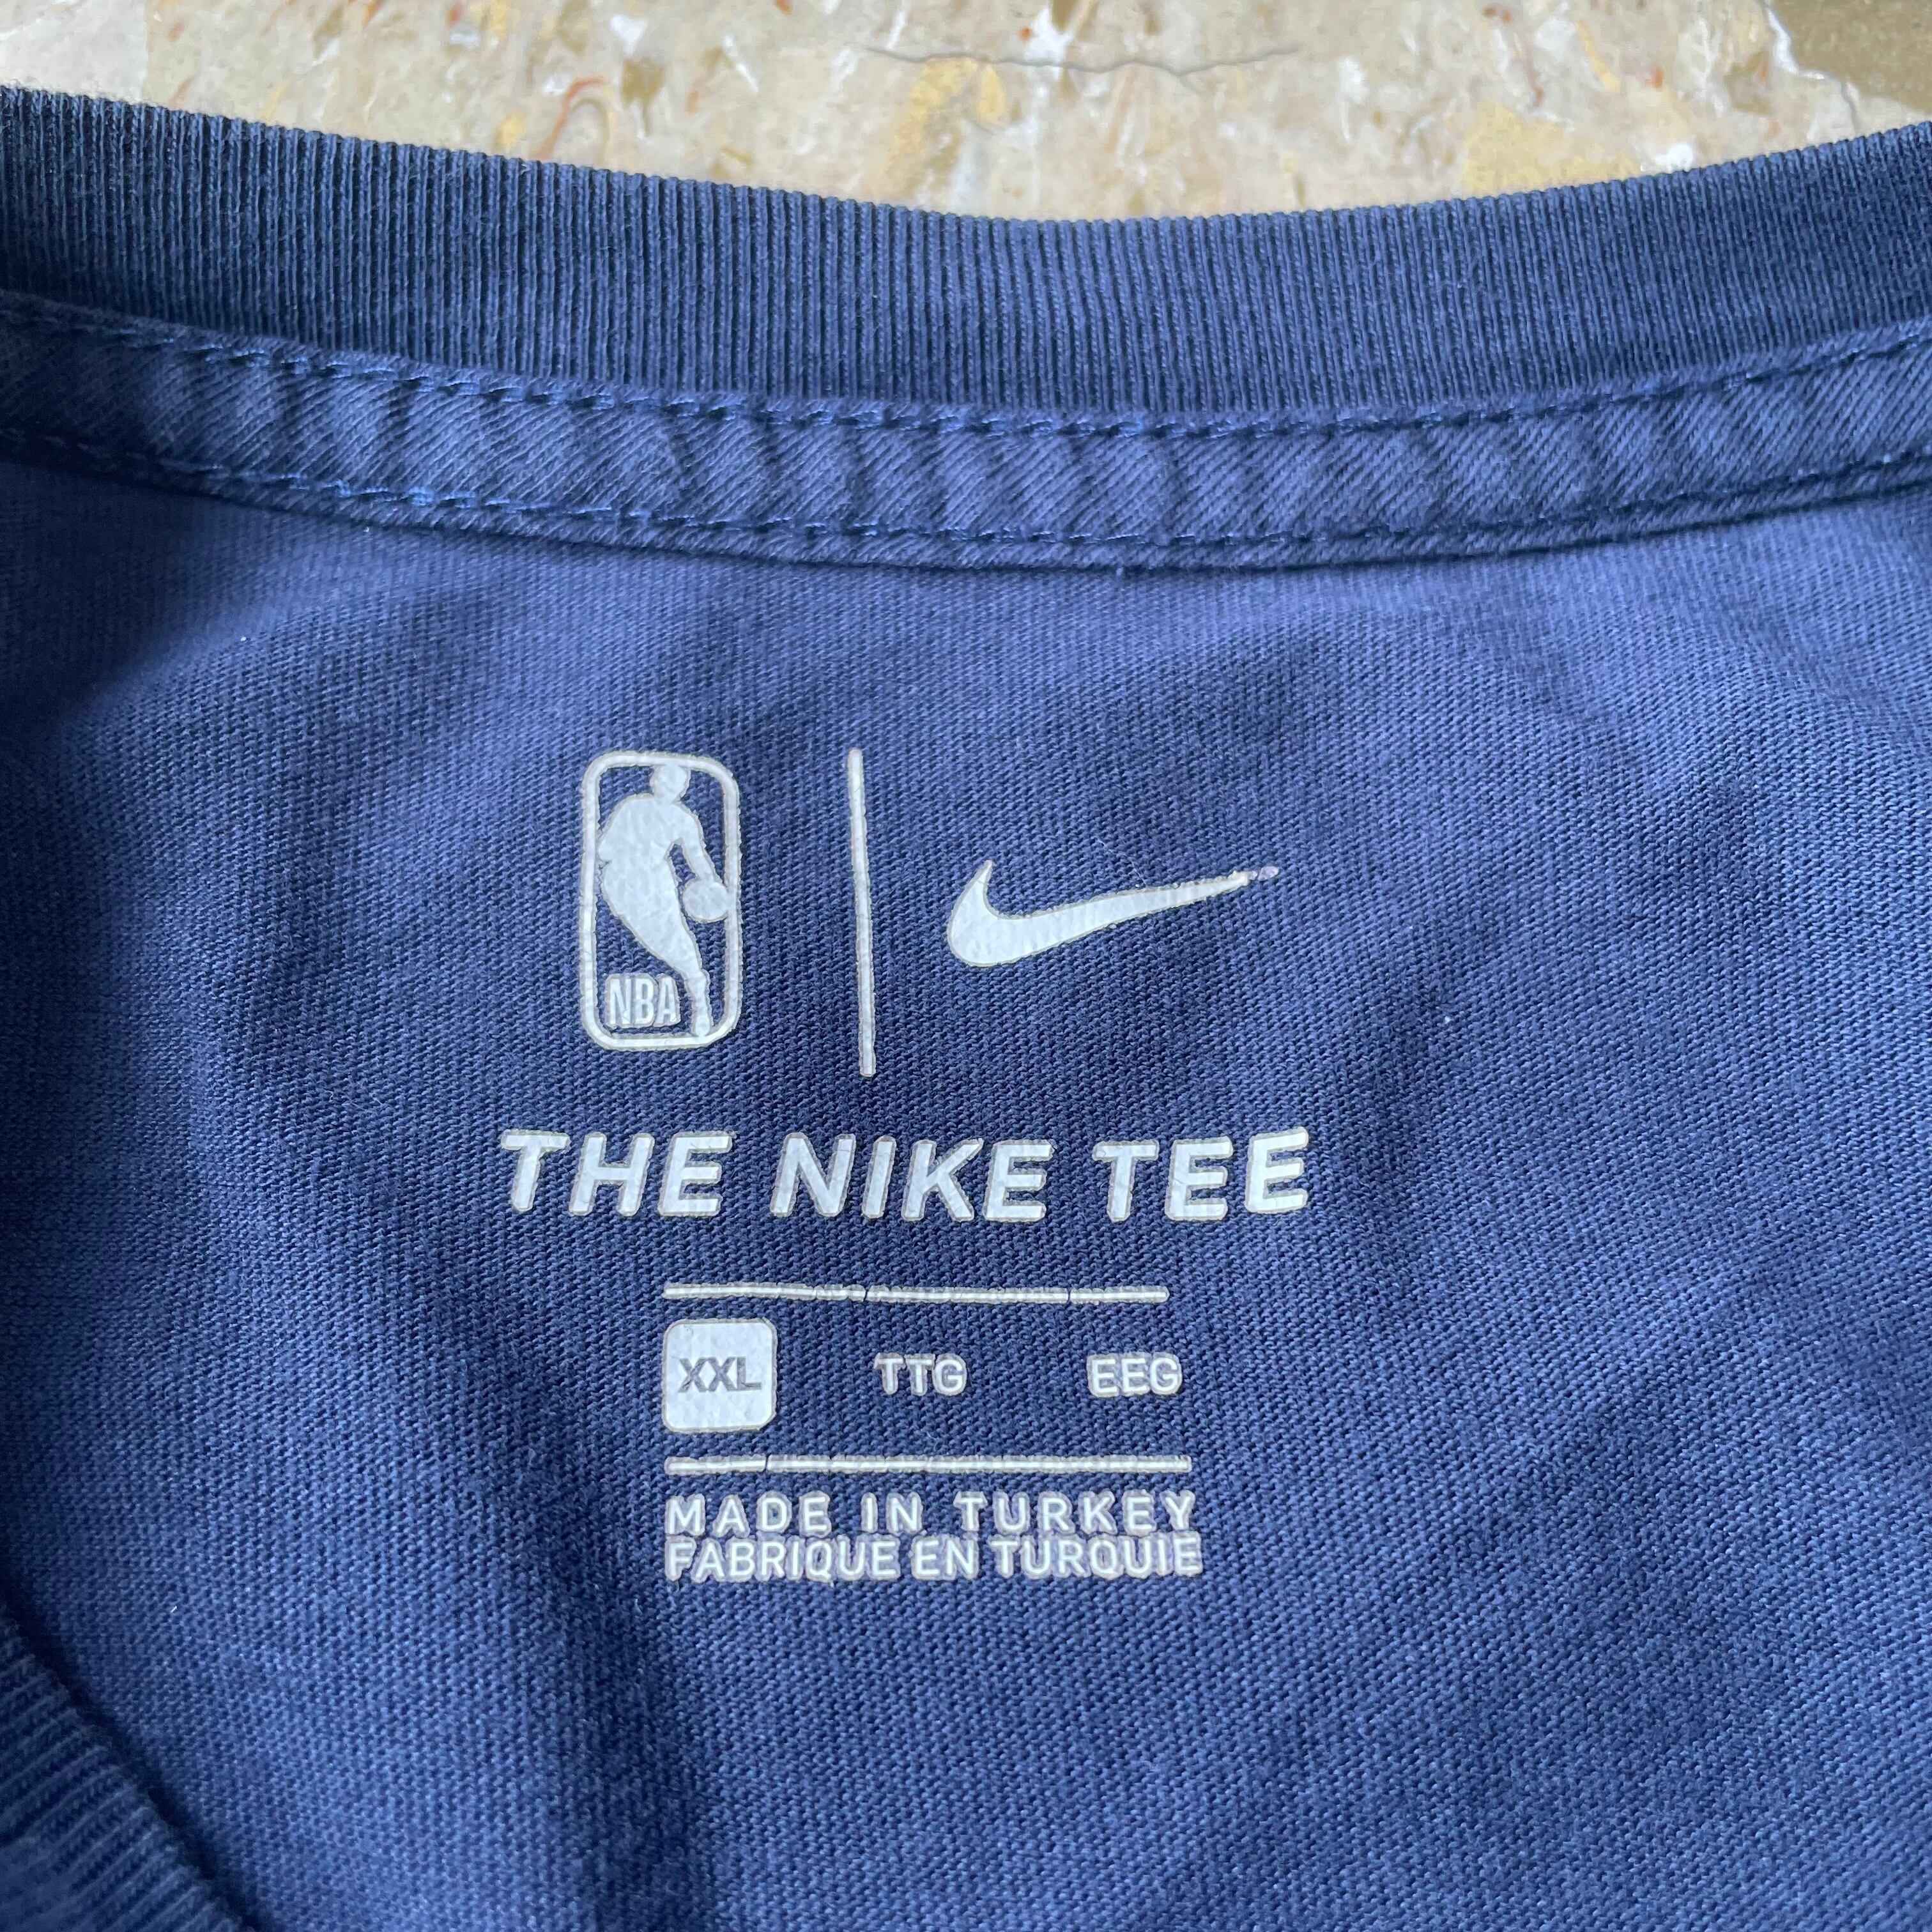 NBA
THE NIKE TEE
XXL TTG EEG
MADE IN TURKEY
FABRIQUE EN TURQUIE